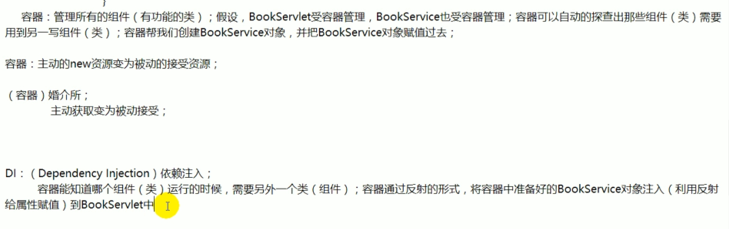 容器：管理所有的组件（有功能的类）；假设，BookServlet受容器管理，BookService也受容器管理；容器可以自动的探查出那些组件（类）需要
用到另一写组件（类）；容器帮我们创建BookService对象，并把BookService对象赋值过去；
容器：主动的new资源变为被动的接受资源；
（容器）婚介所；
主动获取变为被动接受；
DI：（Dependency Injection）依赖注入；
容器能知道哪个组件（类）运行的时候，需要另外一个类（组件）；容器通过反射的形式，将容器中准备好的BookService对象注入（利用反射
给属性赋值）到BookServlet中